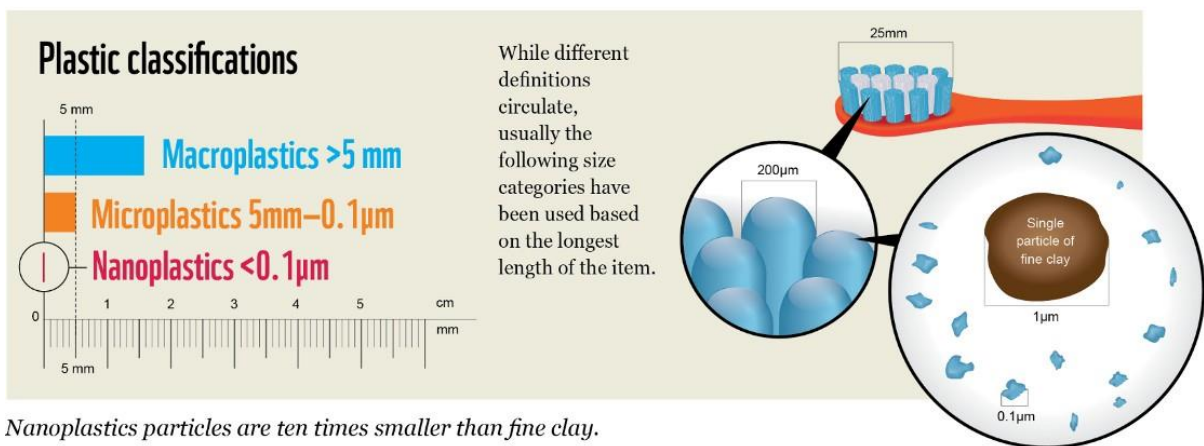 Plastic classifications
5 mm
Macroplastics >5 mm
Microplastics 5mm–0.1µm
Nanoplastics <0.1µm
0 1 2 3 4 5 cm
mm
5 mm
While different
definitions
circulate,
usually the
following size
categories have
been used based
on the longest
length of the item.
25mm
200µm
Single
particle of
fine clay
1µm
0.1µm
Nanoplastics particles are ten times smaller than fine clay.